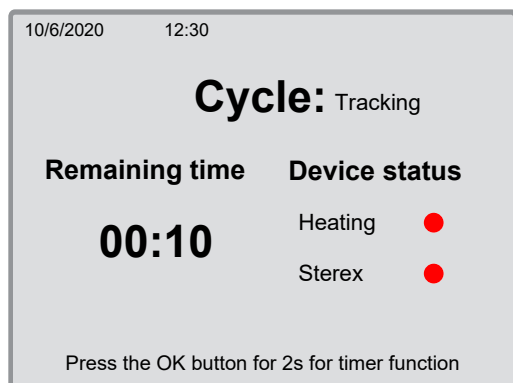 10/6/2020 12:30
Cycle: Tracking
Remaining time
00:10
Device status
Heating
Sterex
Press the OK button for 2s for timer function